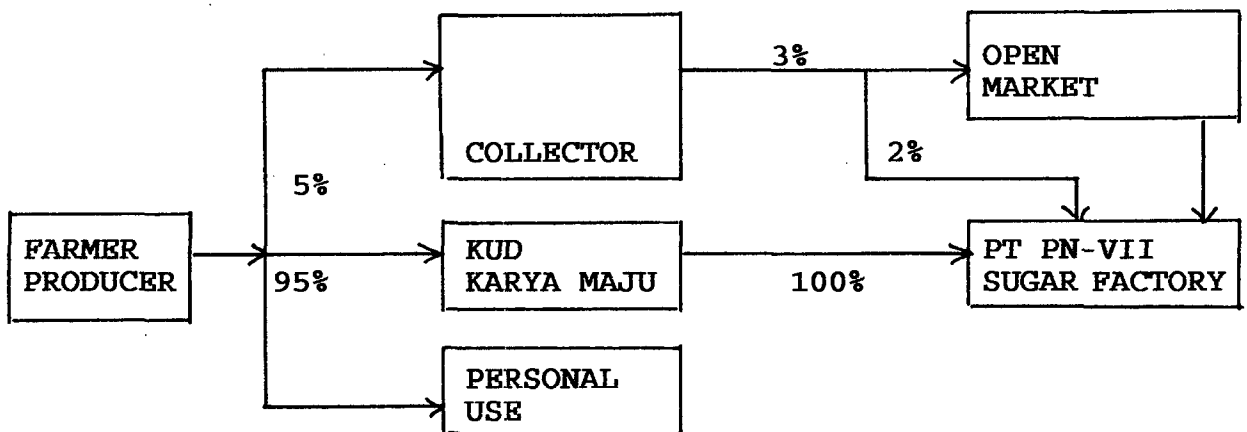 3%
OPEN
MARKET
COLLECTOR
2%
5%
FARMER
PRODUCER
95%
KUD
KARYA MAJU
100%
PT PN-VII
SUGAR FACTORY
PERSONAL
USE